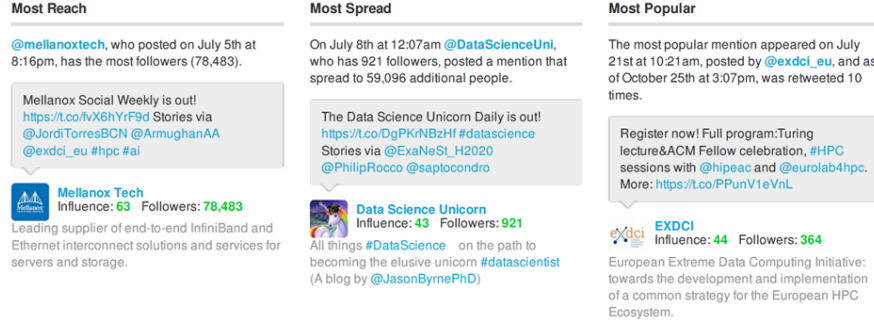 Most Reach
@mellanoxtech, who posted on July 5th at
8:16pm, has the most followers (78,483).
Mellanox Social Weekly is out!
https://t.co/fvX6hYrF9d Stories via
@JordiTorresBCN @ArmughanAA
@exdci_eu #hpc #ai
Mellanox
Mellanox Tech
Influence: 63 Followers: 78,483
Leading supplier of end-to-end InfiniBand and
Ethernet interconnect solutions and services for
servers and storage.
Most Spread
On July 8th at 12:07am @DataScienceUni,
who has 921 followers, posted a mention that
spread to 59,096 additional people.
The Data Science Unicorn Daily is out!
https://t.co/DgPKrNBzHf #datascience
Stories via @ExaNeSt_H2020
@PhilipRocco @saptocondro
Data Science Unicorn
Influence: 43 Followers: 921
All things #DataScience on the path to
becoming the elusive unicorn #datascientist
(A blog by @JasonByrnePhD)
Most Popular
The most popular mention appeared on July
21st at 10:21am, posted by @exdci_eu, and as
of October 25th at 3:07pm, was retweeted 10
times.
Register now! Full program:Turing
lecture&ACM Fellow celebration, #HPC
sessions with @hipeac and @eurolab4hpc.
More: https://t.co/PPunV1eVnL
exdci
EXDCI
Influence: 44 Followers: 364
European Extreme Data Computing Initiative:
towards the development and implementation
of a common strategy for the European HPC
Ecosystem.